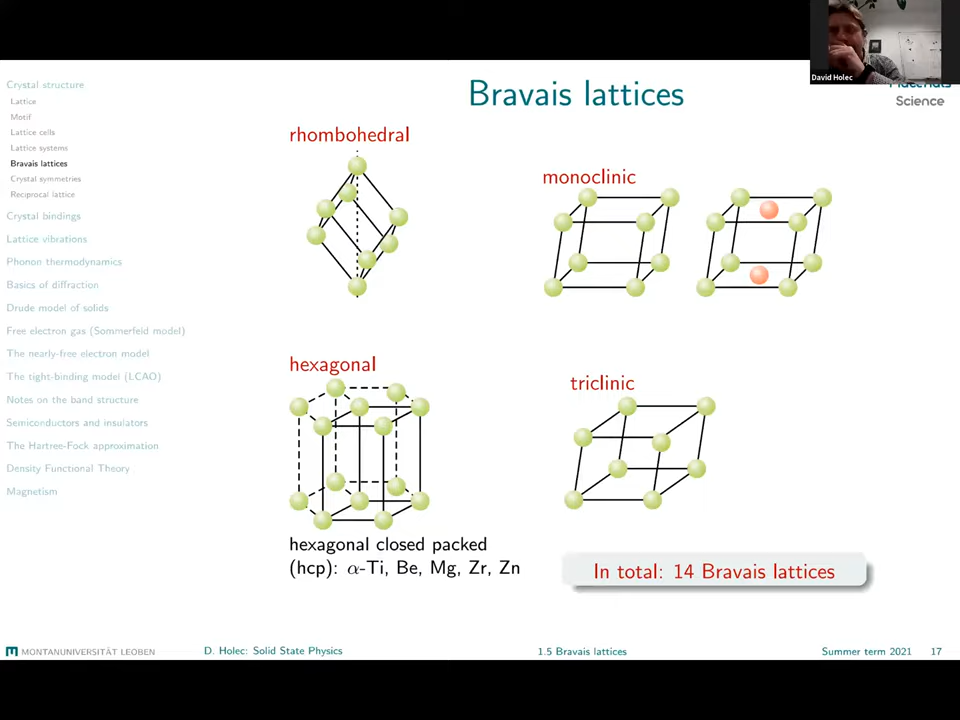 David Holec
Materials
Science
Bravais lattices
Crystal structure
Lattice
Motif
Lattice cells
Lattice systems
Bravais lattices
Crystal symmetries
Reciprocal lattice
Crystal bindings
Lattice vibrations
Phonon thermodynamics
Basics of diffraction
Drude model of solids
Free electron gas (Sommerfeld model)
The nearly-free electron model
The tight-binding model (LCAO)
Notes on the band structure
Semiconductors and insulators
The Hartree-Fock approximation
Density Functional Theory
Magnetism
rhombohedral
monoclinic
hexagonal
triclinic
hexagonal closed packed
(hcp): α-Ti, Be, Mg, Zr, Zn
In total: 14 Bravais lattices
MONTANUNIVERSITÄT LEOBEN
D. Holec: Solid State Physics
1.5 Bravais lattices
Summer term 2021
17